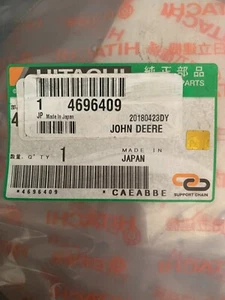 HITACHI 純正部品
PARTS
1 4696409
JP Made in Japan 20180423DY
JOHN DEERE
数量 Q'TY 1 MADE IN
JAPAN
*4696409 * CAEABBE
SUPPORT CHAIN